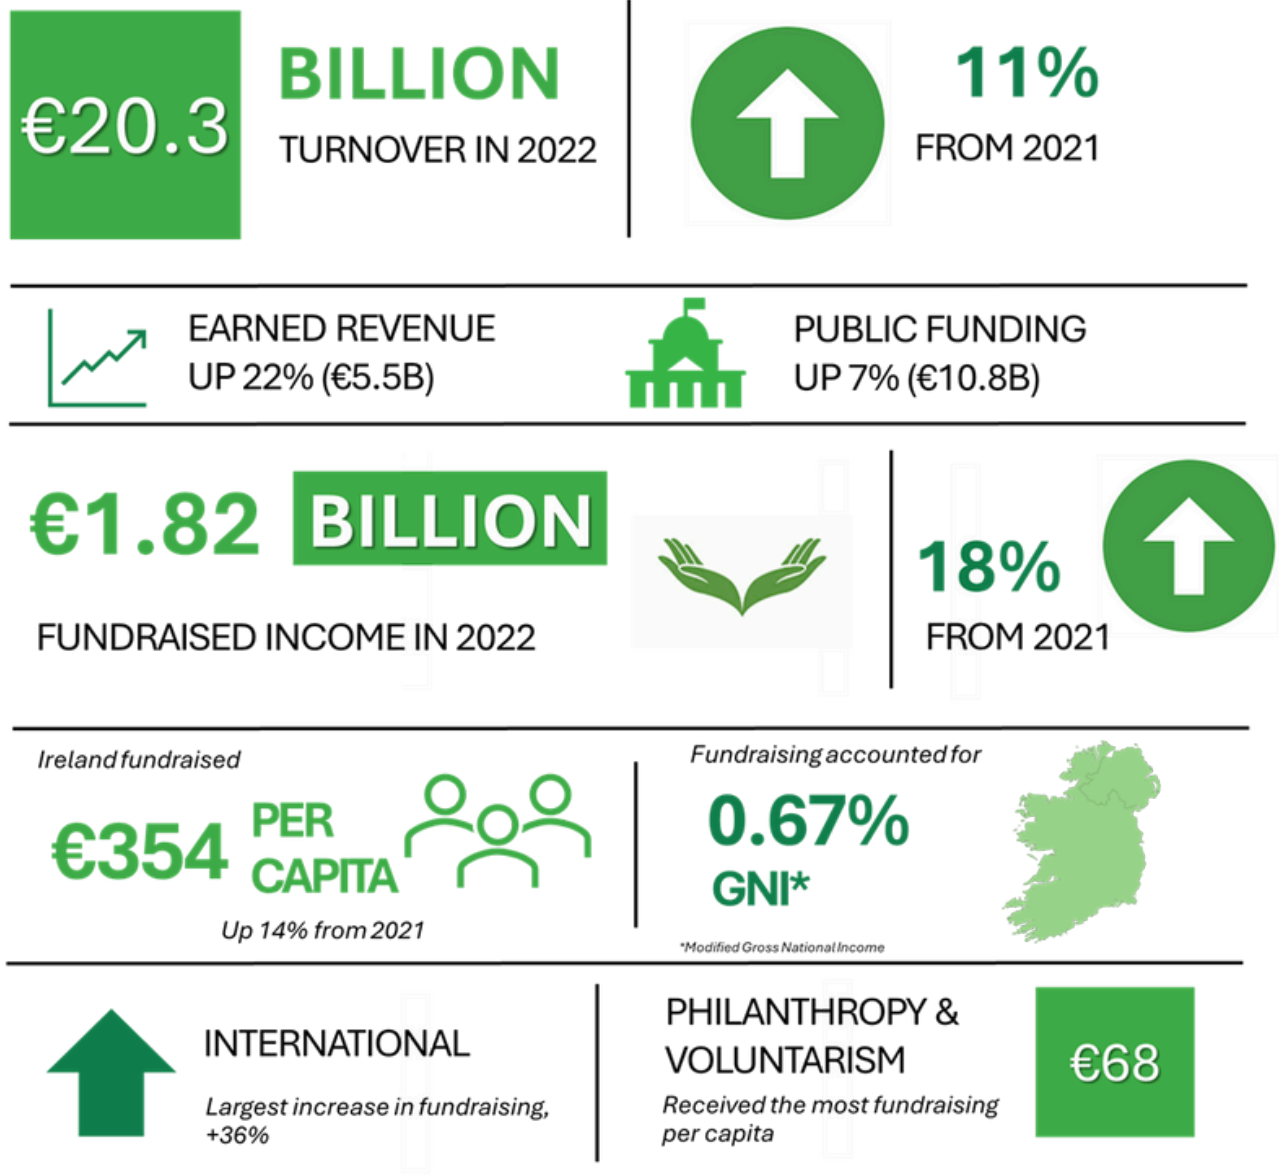 €20.3
BILLION
TURNOVER IN 2022
11%
FROM 2021
EARNED REVENUE
UP 22% (€5.5B)
PUBLIC FUNDING
UP 7% (€10.8B)
€1.82 BILLION
FUNDRAISED INCOME IN 2022
18%
FROM 2021
Ireland fundraised
€354
PER
CAPITA
Up 14% from 2021
Fundraising accounted for
0.67%
GNI*
*Modified Gross National Income
INTERNATIONAL
Largest increase in fundraising,
+36%
PHILANTHROPY &
VOLUNTARISM
Received the most fundraising
per capita
€68